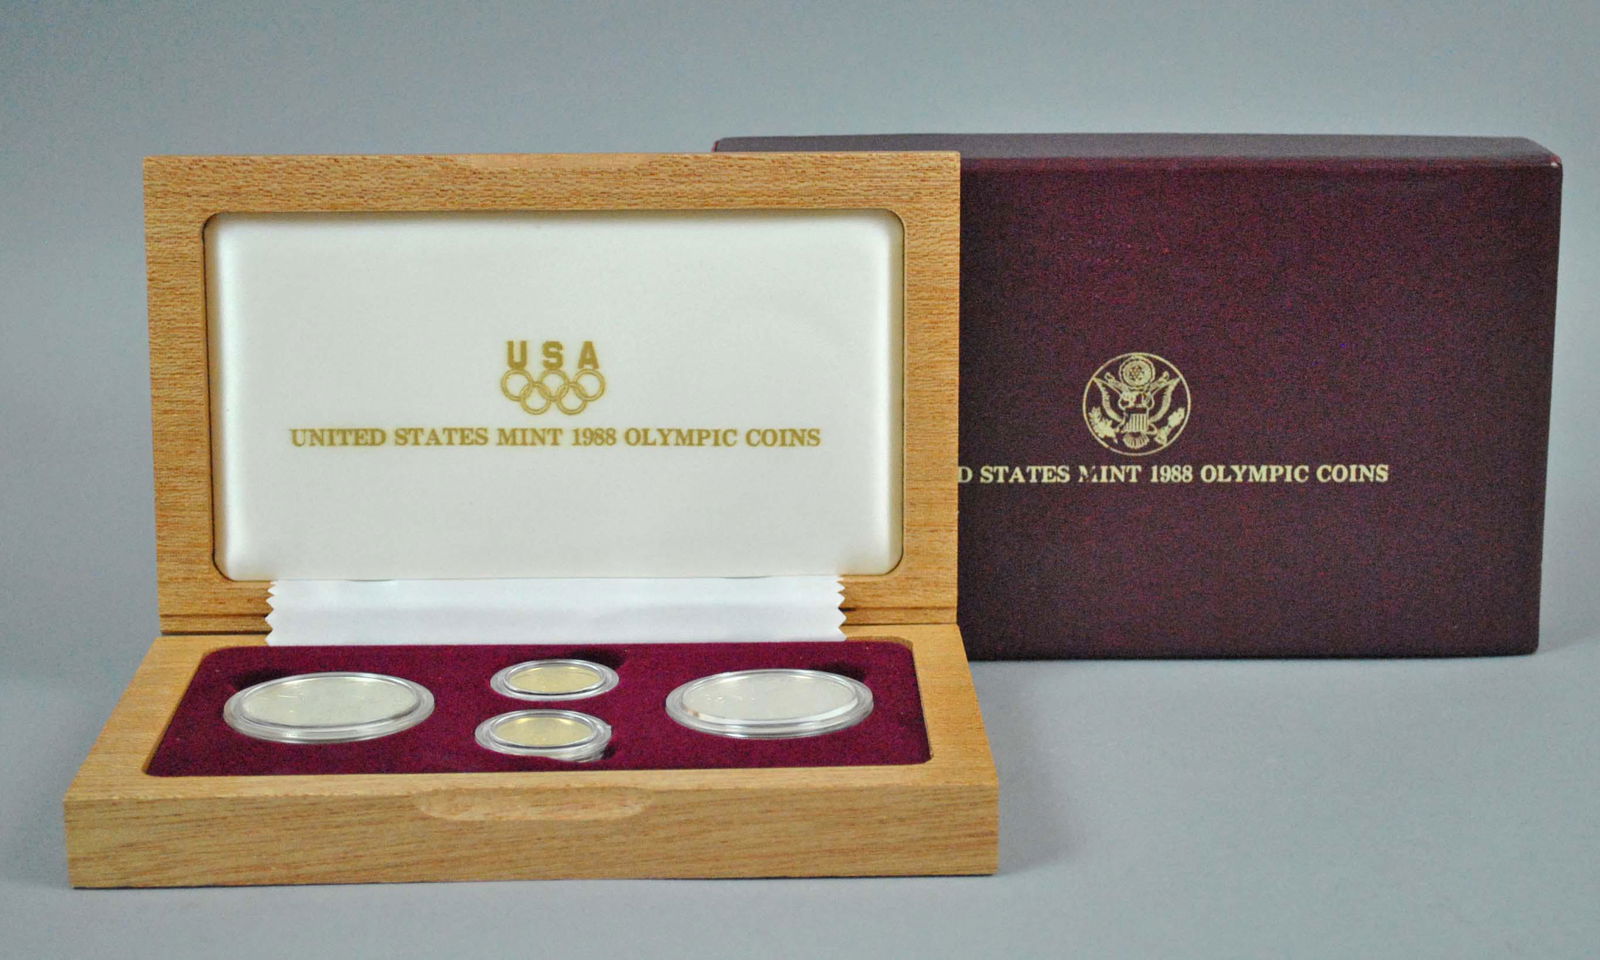 USA
UNITED STATES MINT 1988 OLYMPIC COINS
D STATES MINT 1988 OLYMPIC COINS